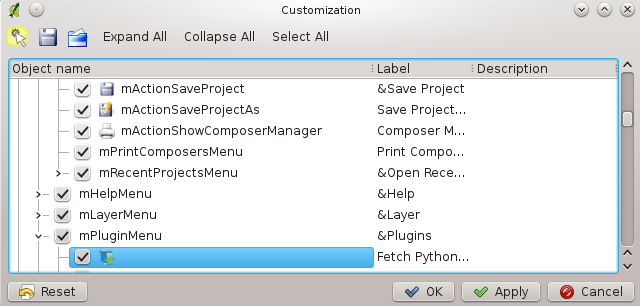 Customization
Expand All Collapse All Select All
Object name Label Description
mActionSaveProject &Save Project
mActionSaveProjectAs Save Project...
mActionShowComposerManager Composer M...
mPrintComposersMenu Print Compo...
mRecentProjectsMenu &Open Rece...
mHelpMenu &Help
mLayerMenu &Layer
mPluginMenu &Plugins
Fetch Python...
Reset OK Apply Cancel